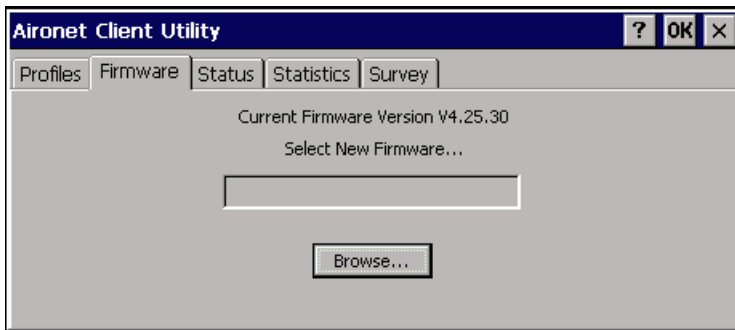 Aironet Client Utility ? OK ×
Profiles Firmware Status Statistics Survey
Current Firmware Version V4.25.30
Select New Firmware...
Browse...